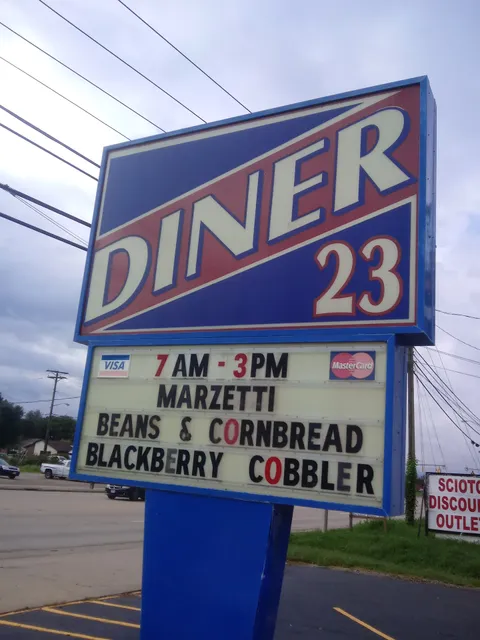 DINER
23
VISA
7 AM - 3 PM
MasterCard
MARZETTI
BEANS & CORNBREAD
BLACKBERRY COBBLER
SCIOTO
DISCOU
OUTLE